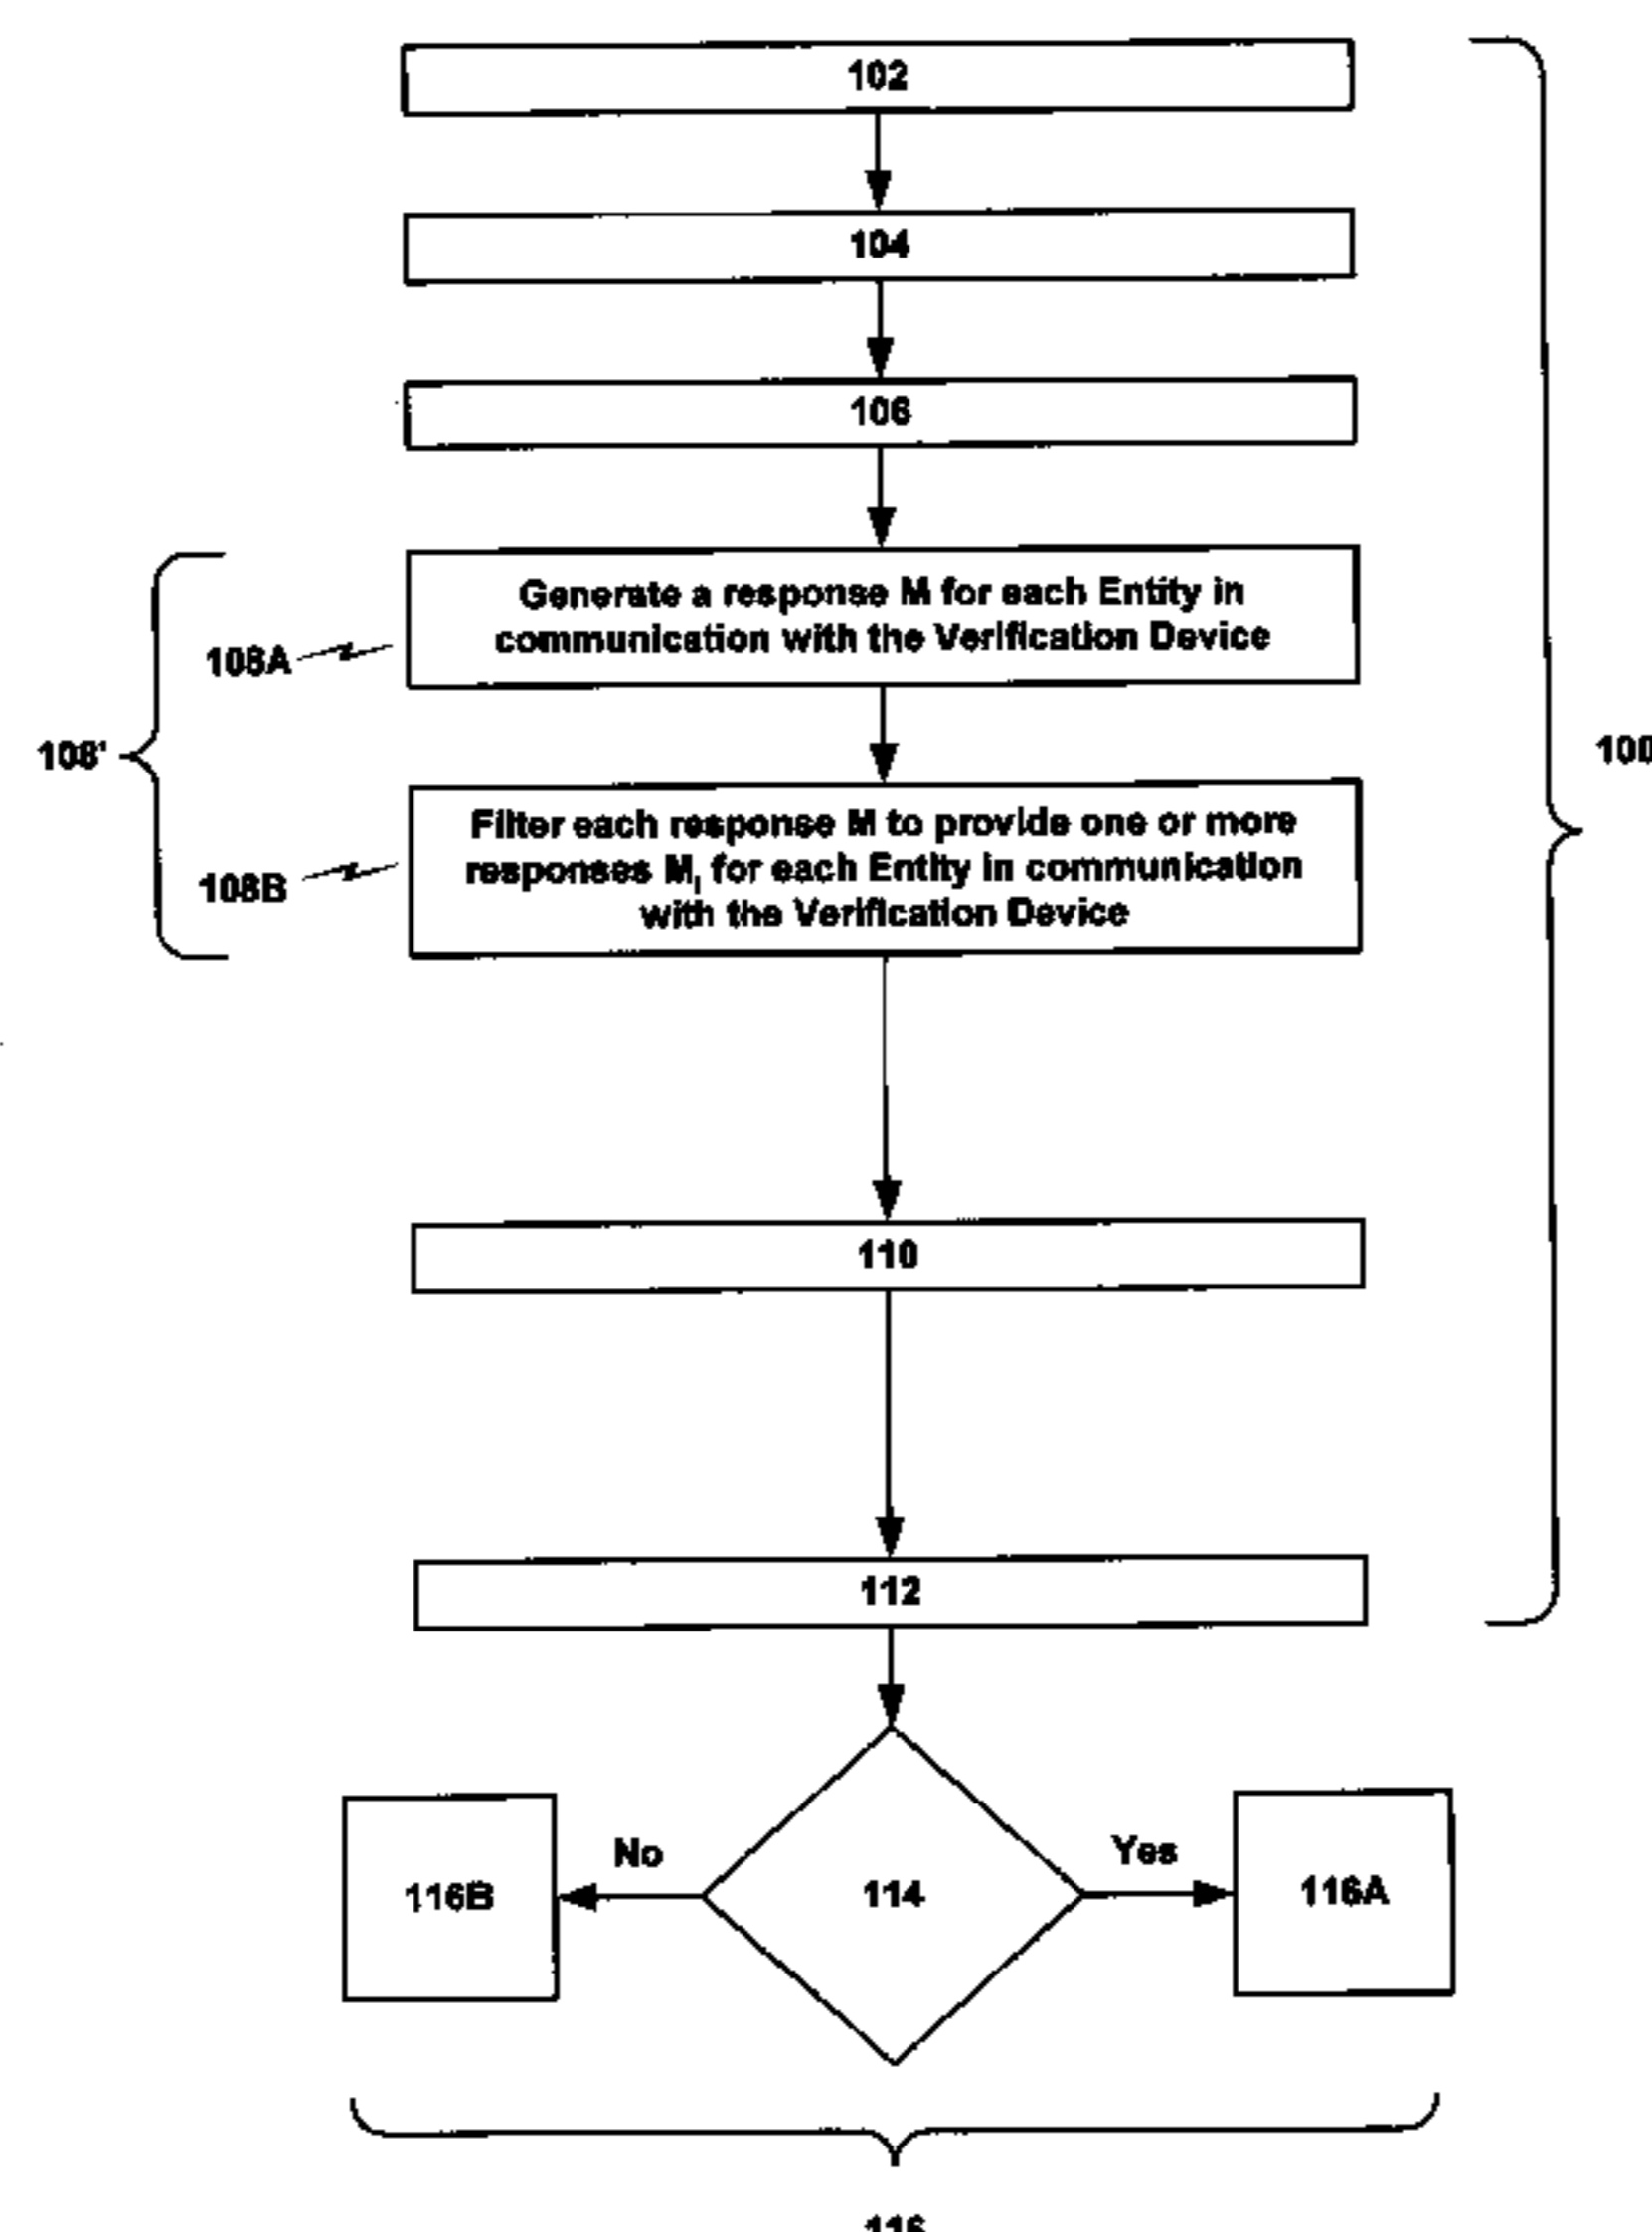 102
104
106
Generate a response M for each Entity in
communication with the Verification Device
108A
108'
100
Filter each response M to provide one or more
responses Mi for each Entity in communication
with the Verification Device
108B
110
112
No
Yes
116B
114
116A
116